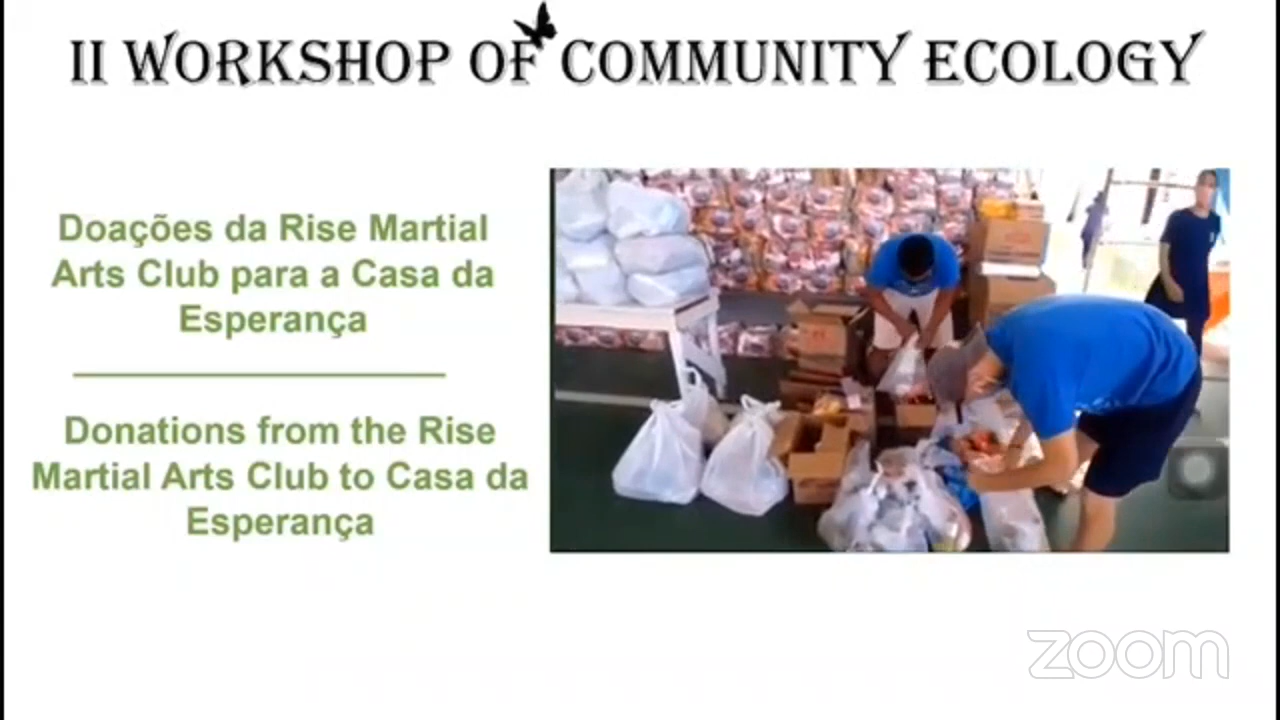 II WORKSHOP OF COMMUNITY ECOLOGY
Doações da Rise Martial
Arts Club para a Casa da
Esperança
Donations from the Rise
Martial Arts Club to Casa da
Esperança
zoom